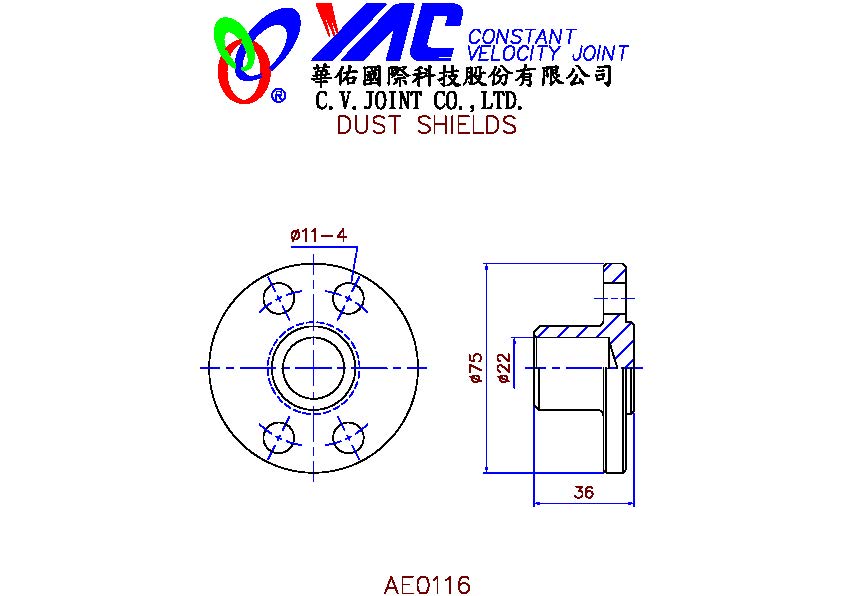 YAC CONSTANT
VELOCITY JOINT
®
華佑國際科技股份有限公司
C.V.JOINT CO.,LTD.
DUST SHIELDS
ø11-4
ø75
ø22
36
AE0116